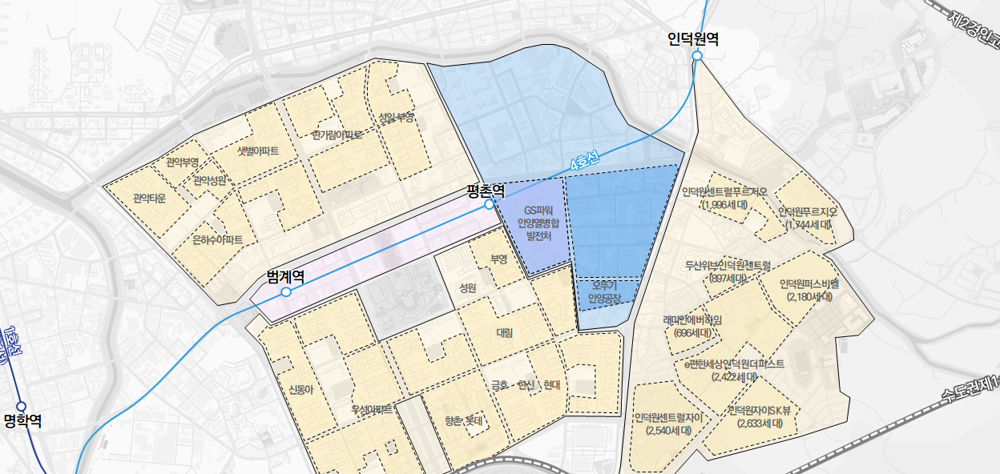 제2경인고
인덕원역
성일 부영
한가람아파트
샛별아파트
관악부영
4호선
관악성원
평촌역
관악타운
인덕원센트럴푸르지오
(1,996세대)
GS파워
안양열병합
발전처
인덕원푸르지오
(1,744세대)
은하수아파트
부영
두산위브인덕원센트럴
(897세대)
범계역
성원
오뚜기
안양공장
인덕원퍼스비엘
(2,180세대)
래미안에버하임
(696세대)
대림
1호선
e편한세상인덕원더퍼스트
(2,422세대)
금호
한신
현대
신동아
수도권제1
우성아파트
향촌 롯데
인덕원센트럴자이
(2,540세대)
인덕원자이SK뷰
(2,633세대)
명학역